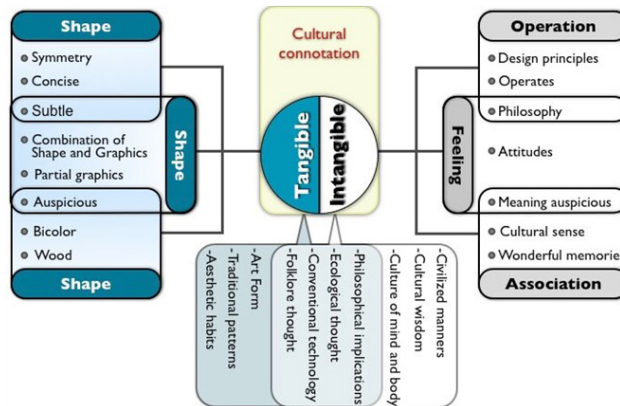 Shape
Symmetry
Concise
Subtle
Combination of
Shape and Graphics
Partial graphics
Auspicious
Bicolor
Wood
Shape
Shape
Cultural
connotation
Tangible
Intangible
Operation
Design principles
Operates
Philosophy
Attitudes
Meaning auspicious
Cultural sense
Wonderful memorie
Association
Feeling
-Civilized manners
-Cultural wisdom
-Culture of mind and body
-Philosophical implications
-Ecological thought
-Conventional technology
-Folklore thought
-Art Form
-Traditional patterns
-Aesthetic habits